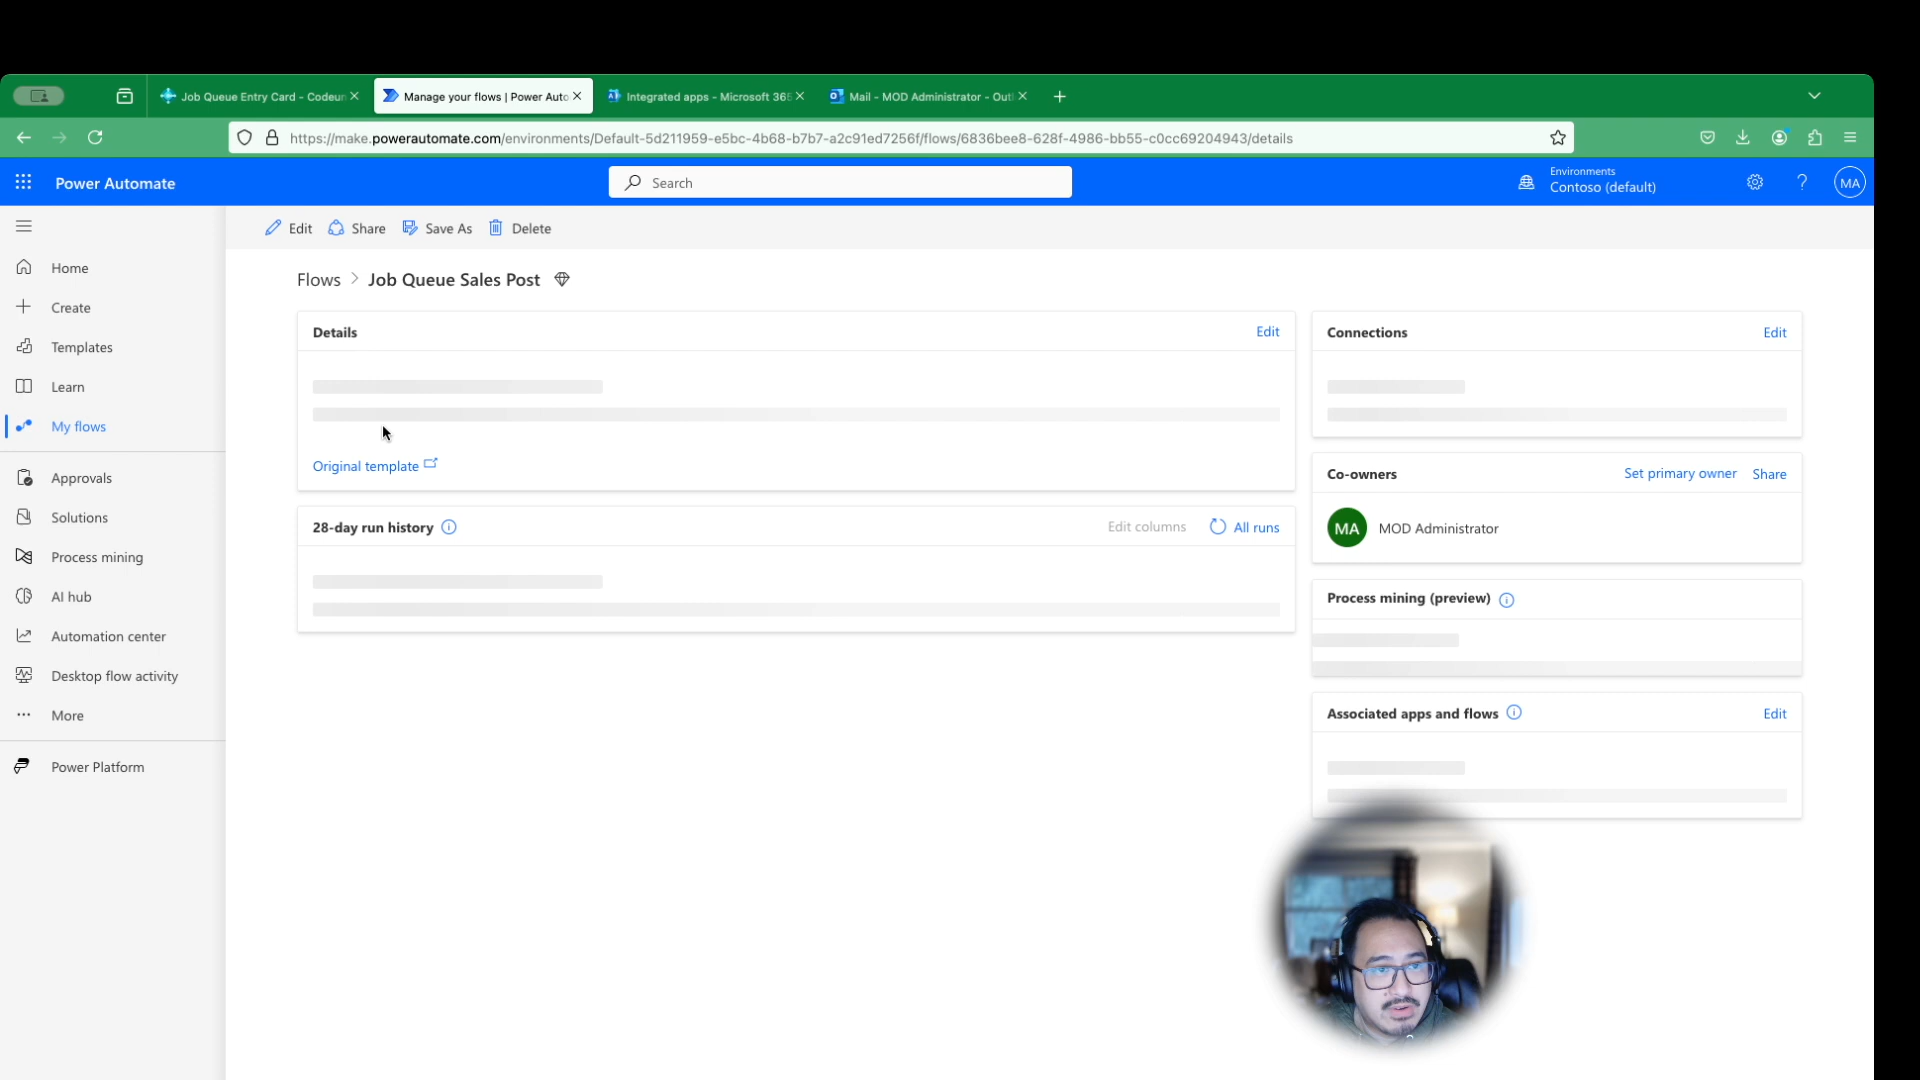 Job Queue Entry Card - Codeun
Manage your flows | Power Auto
Integrated apps - Microsoft 365
Mail - MOD Administrator - Outl
https://make.powerautomate.com/environments/Default-5d211959-e5bc-4b68-b7b7-a2c91ed7256f/flows/6836bee8-628f-4986-bb55-c0cc69204943/details
Power Automate
Search
Environments
Contoso (default)
?
MA
Edit
Share
Save As
Delete
Home
Create
Templates
Learn
My flows
Approvals
Solutions
Process mining
AI hub
Automation center
Desktop flow activity
More
Power Platform
Flows > Job Queue Sales Post
Details
Edit
Original template
28-day run history
Edit columns
All runs
Connections
Edit
Co-owners
Set primary owner
Share
MA
MOD Administrator
Process mining (preview)
Associated apps and flows
Edit